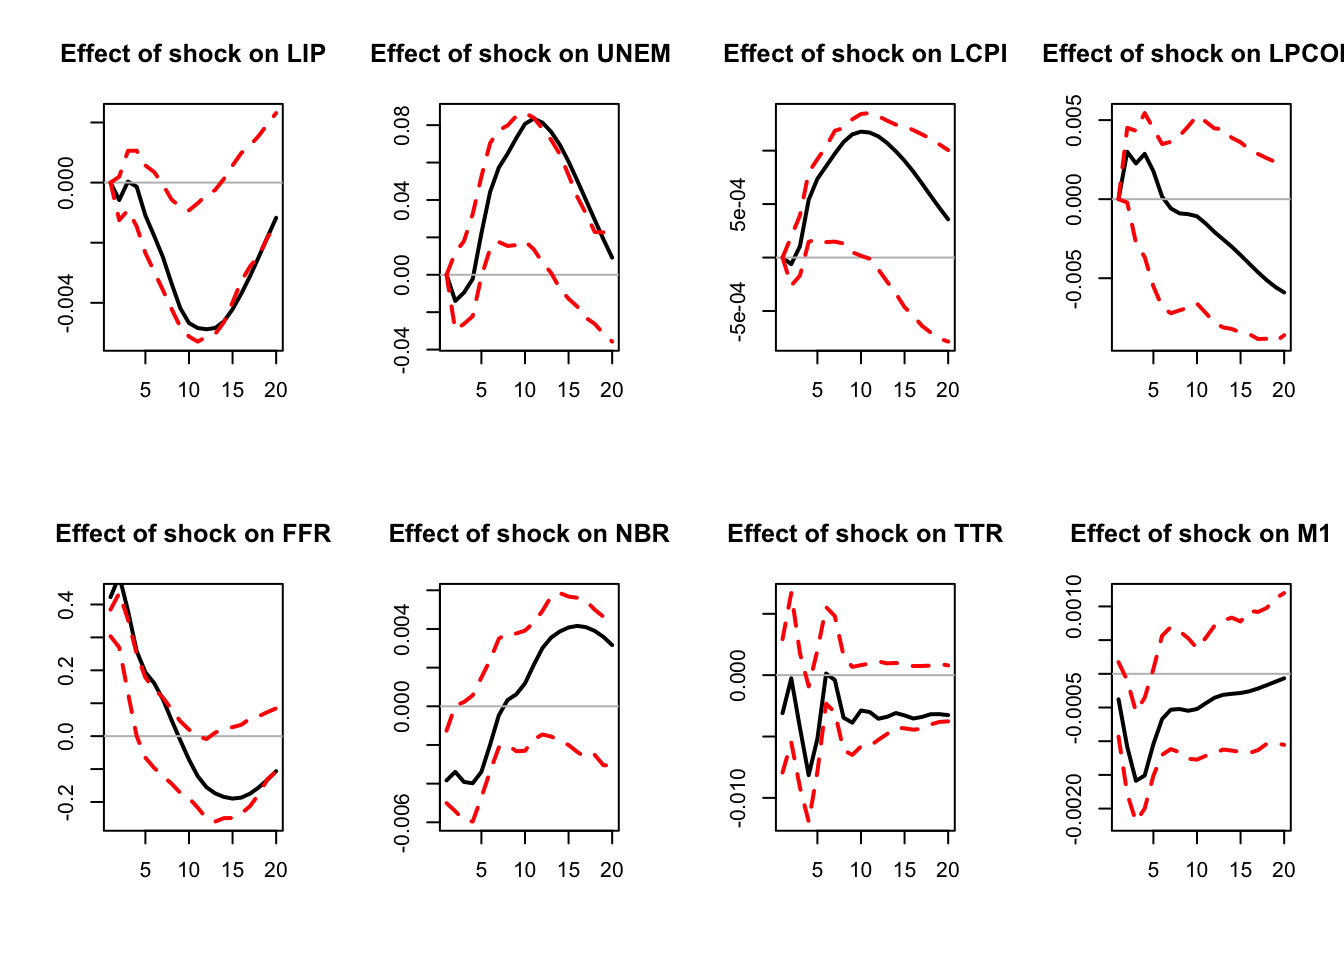 Effect of shock on LIP
0.000
-0.004
5 10 15 20
Effect of shock on UNEM
0.08
0.04
0.00
-0.04
5 10 15 20
Effect of shock on LCPI
5e-04
-5e-04
5 10 15 20
Effect of shock on LPCO
0.005
0.000
-0.005
5 10 15 20
Effect of shock on FFR
0.4
0.2
0.0
-0.2
5 10 15 20
Effect of shock on NBR
0.004
0.000
-0.006
5 10 15 20
Effect of shock on TTR
0.000
-0.010
5 10 15 20
Effect of shock on M1
0.0010
-0.0005
-0.0020
5 10 15 20